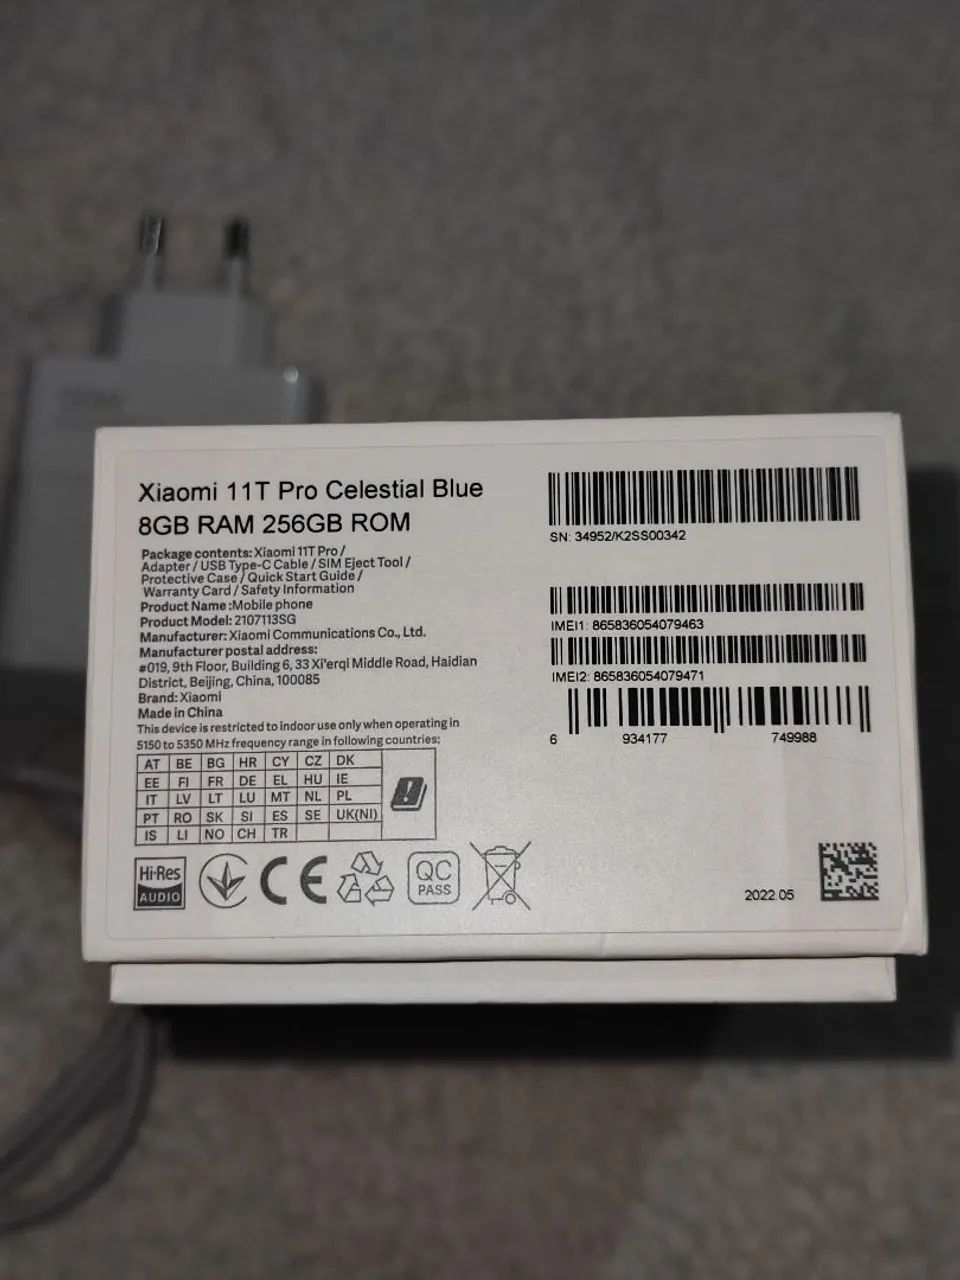 120W
Xiaomi 11T Pro Celestial Blue
8GB RAM 256GB ROM
Package contents: Xiaomi 11T Pro /
Adapter / USB Type-C Cable / SIM Eject Tool /
Protective Case / Quick Start Guide /
Warranty Card / Safety Information
Product Name :Mobile phone
Product Model: 2107113SG
Manufacturer: Xiaomi Communications Co., Ltd.
Manufacturer postal address:
#019, 9th Floor, Building 6, 33 Xi'erqi Middle Road, Haidian
District, Beijing, China, 100085
Brand: Xiaomi
Made in China
This device is restricted to indoor use only when operating in
5150 to 5350 MHz frequency range in following countries:
AT BE BG HR CY CZ DK
EE FI FR DE EL HU IE
IT LV LT LU MT NL PL
PT RO SK SI ES SE UK(NI)
IS LI NO CH TR
Hi-Res
AUDIO
CE
QC
PASS
SN: 34952/K2SS00342
IMEI1: 865836054079463
IMEI2: 865836054079471
6 934177 749988
2022.05